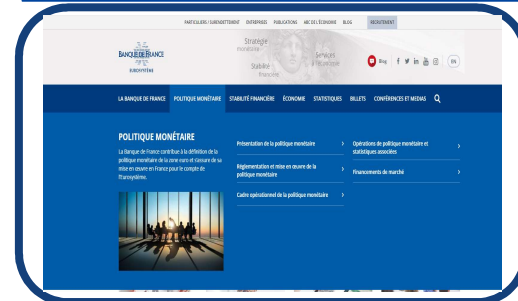 PARTICULIERS / SURENDETTEMENT ENTREPRISES PUBLICATIONS ABC DE L'ÉCONOMIE BLOG RECRUTEMENT
BANQUE DE FRANCE
EUROSYSTÈME
Stratégie
monétaire
Stabilité
financière
Services
à l'économie
Blog
EN
LA BANQUE DE FRANCE POLITIQUE MONÉTAIRE STABILITÉ FINANCIÈRE ÉCONOMIE STATISTIQUES BILLETS CONFÉRENCES ET MEDIAS
POLITIQUE MONÉTAIRE
La Banque de France contribue à la définition de la
politique monétaire de la zone euro et s'assure de sa
mise en œuvre en France pour le compte de
l'Eurosystème.
Présentation de la politique monétaire
Réglementation et mise en œuvre de la
politique monétaire
Cadre opérationnel de la politique monétaire
Opérations de politique monétaire et
statistiques associées
Financements de marché